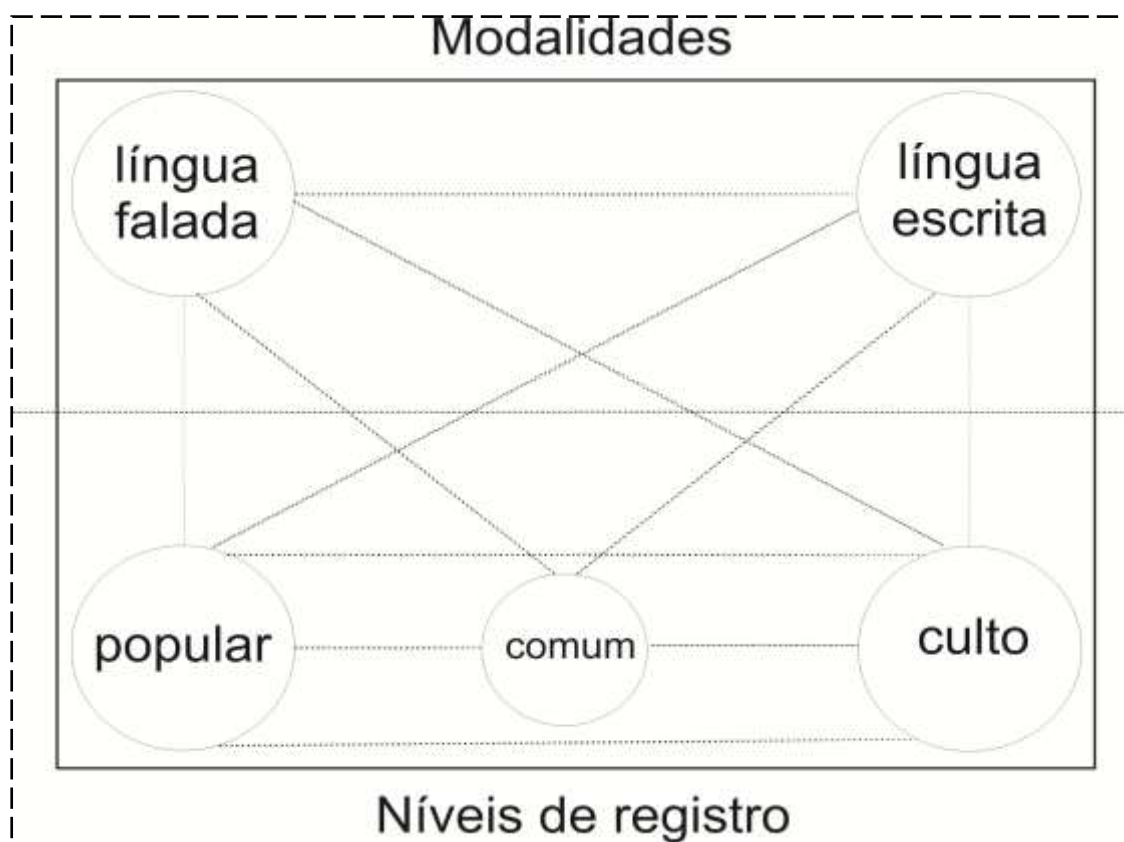 Modalidades
língua
falada
língua
escrita
popular
comum
culto
Níveis de registro